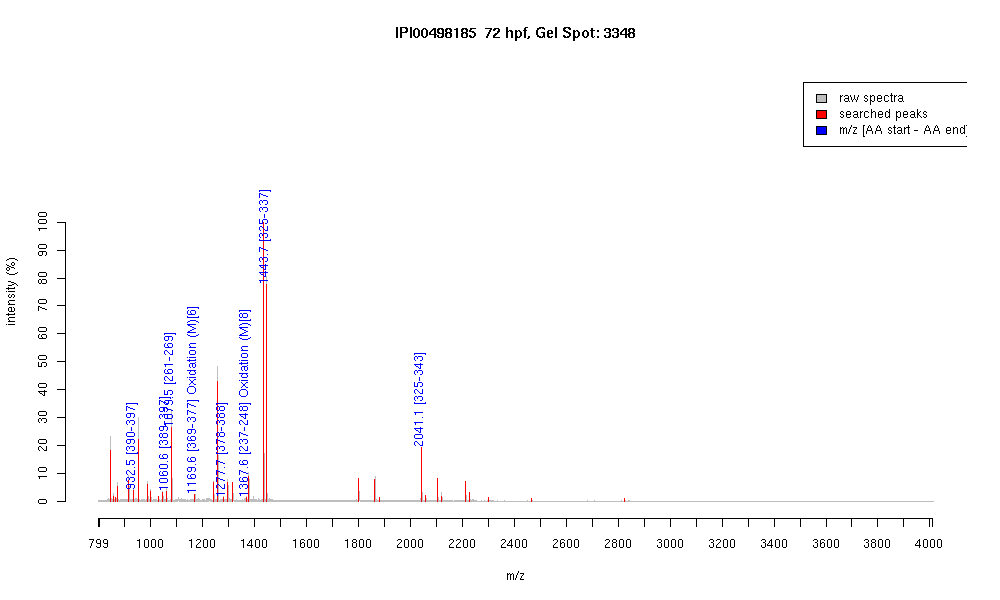 IPI00498185 72 hpf, Gel Spot: 3348
raw spectra
searched peaks
m/z [AA start - AA end]
intensity (%)
0
10
20
30
40
50
60
70
80
90
100
932.5 [390-397]
1060.6 [389-397]
1079.5 [261-269]
1169.6 [369-377] Oxidation (M)[6]
1277.7 [378-388]
1367.6 [237-248] Oxidation (M)[8]
1443.7 [325-337]
2041.1 [325-343]
799 1000 1200 1400 1600 1800 2000 2200 2400 2600 2800 3000 3200 3400 3600 3800 4000
m/z